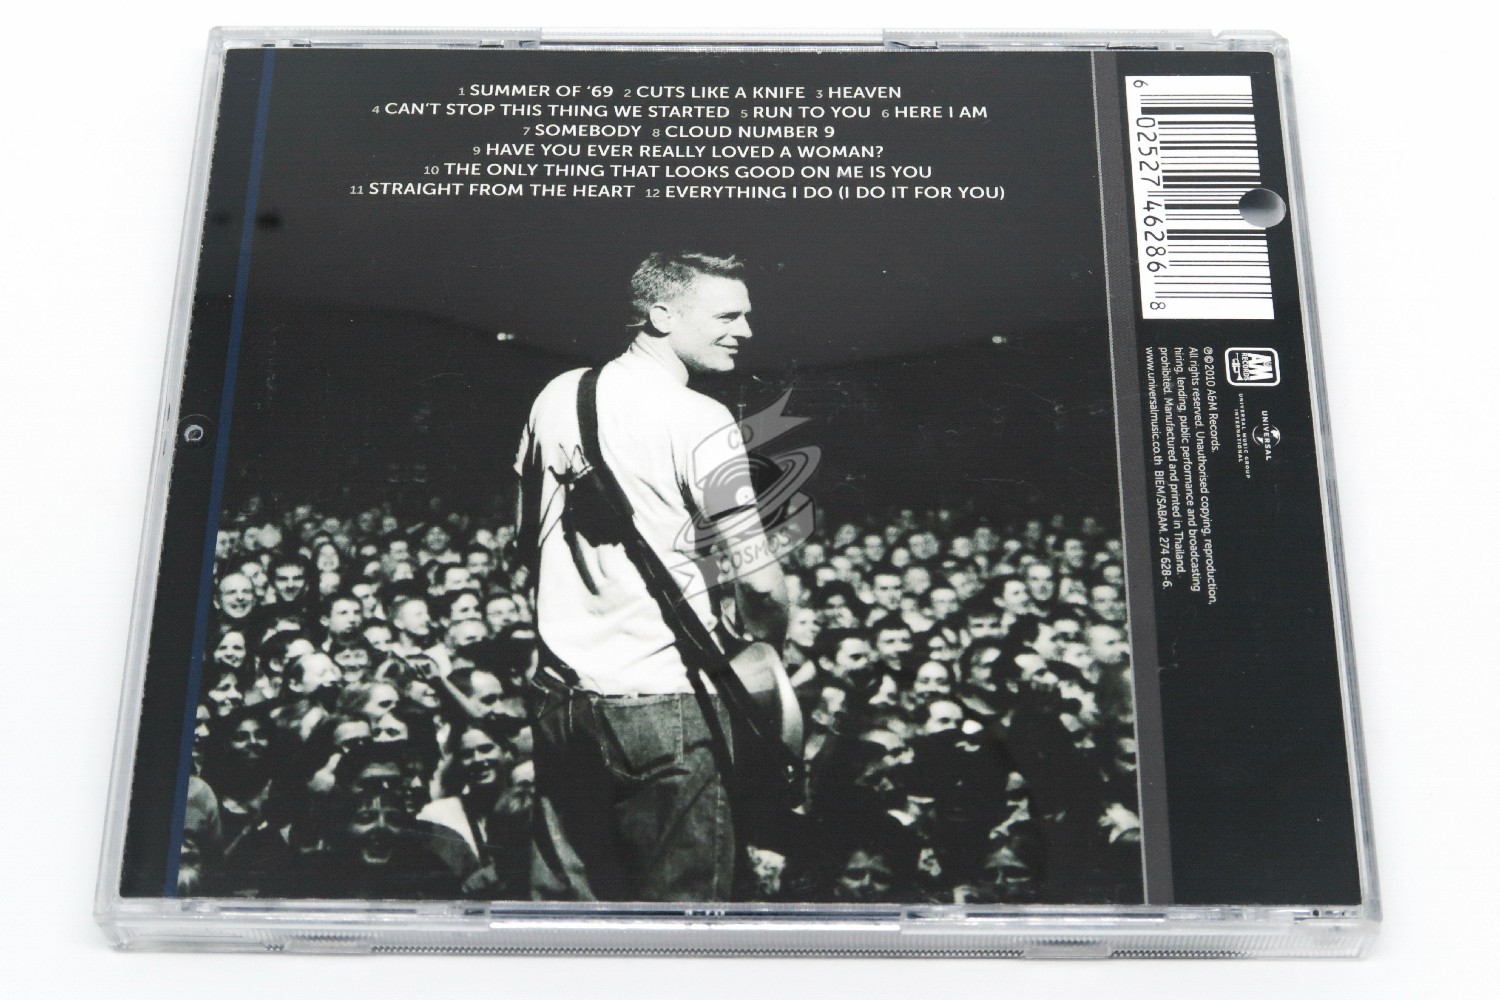 1 SUMMER OF ‘69 2 CUTS LIKE A KNIFE 3 HEAVEN
4 CAN'T STOP THIS THING WE STARTED 5 RUN TO YOU 6 HERE I AM
7 SOMEBODY 8 CLOUD NUMBER 9
9 HAVE YOU EVER REALLY LOVED A WOMAN?
10 THE ONLY THING THAT LOOKS GOOD ON ME IS YOU
11 STRAIGHT FROM THE HEART 12 EVERYTHING I DO (I DO IT FOR YOU)
6 02527 46286 8
A&M
RECORDS
UNIVERSAL
UNIVERSAL MUSIC GROUP
INTERNATIONAL
℗©2010 A&M Records.
All rights reserved. Unauthorised copying, reproduction,
hiring, lending, public performance and broadcasting
prohibited. Manufactured and printed in Thailand.
www.universalmusic.co.th BIEM/SABAM. 274 628-6.
CD
COSMOS